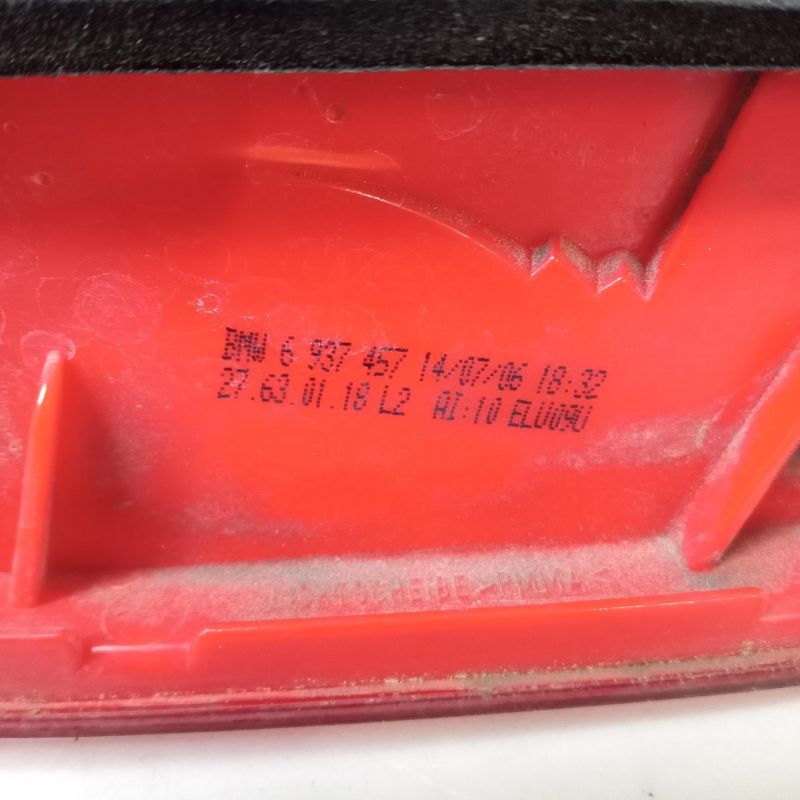 BMW 6 937 457 14/07/06 18:32
27.63.01.18 L2 AI:10 ELU09U